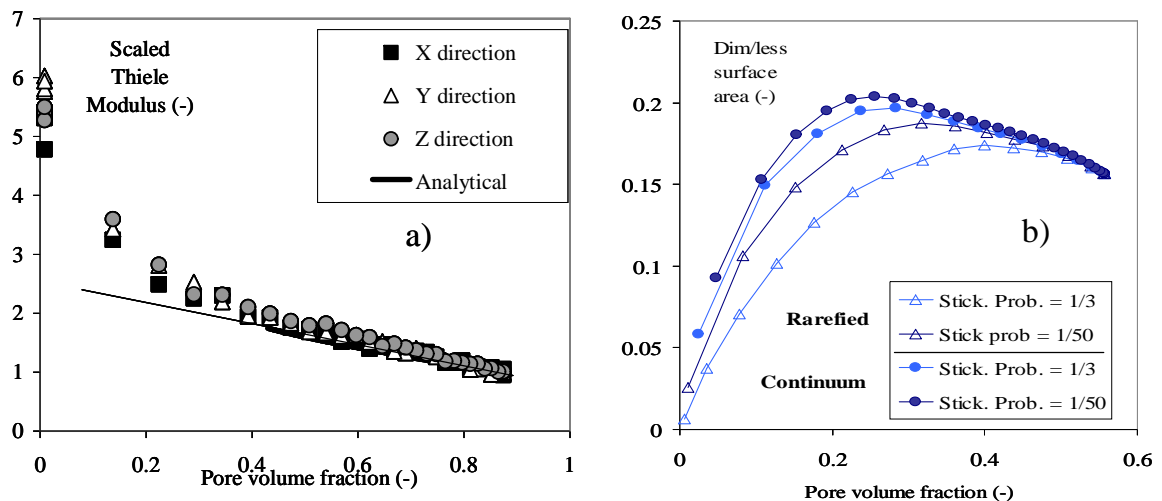 7
6
5
4
3
2
1
0
Scaled
Thiele
Modulus (-)
X direction
Y direction
Z direction
Analytical
a)
0
0.2
0.4
0.6
0.8
1
Pore volume fraction (-)
0.25
0.2
0.15
0.1
0.05
0
Dim/less
surface
area (-)
b)
Rarefied
Continuum
Stick. Prob. = 1/3
Stick prob = 1/50
Stick. Prob. = 1/3
Stick. Prob. = 1/50
0
0.2
0.4
0.6
Pore volume fraction (-)